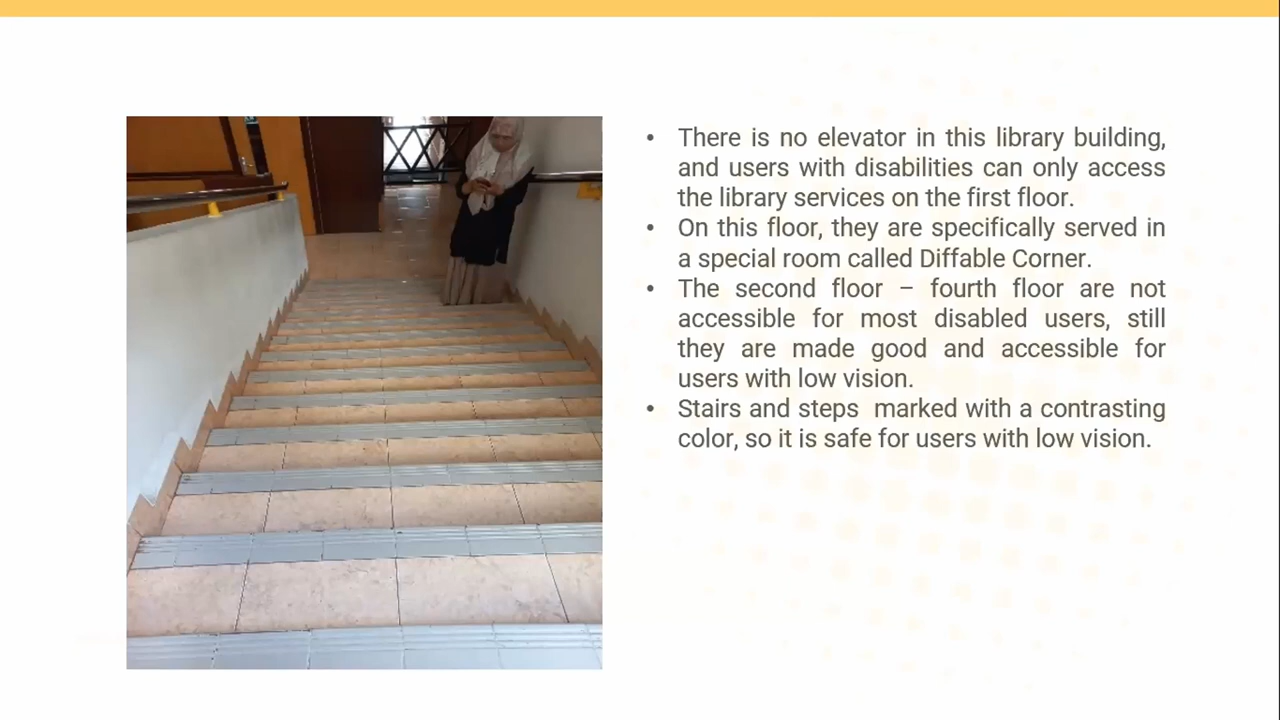 • There is no elevator in this library building,
and users with disabilities can only access
the library services on the first floor.
• On this floor, they are specifically served in
a special room called Diffable Corner.
• The second floor – fourth floor are not
accessible for most disabled users, still
they are made good and accessible for
users with low vision.
• Stairs and steps  marked with a contrasting
color, so it is safe for users with low vision.